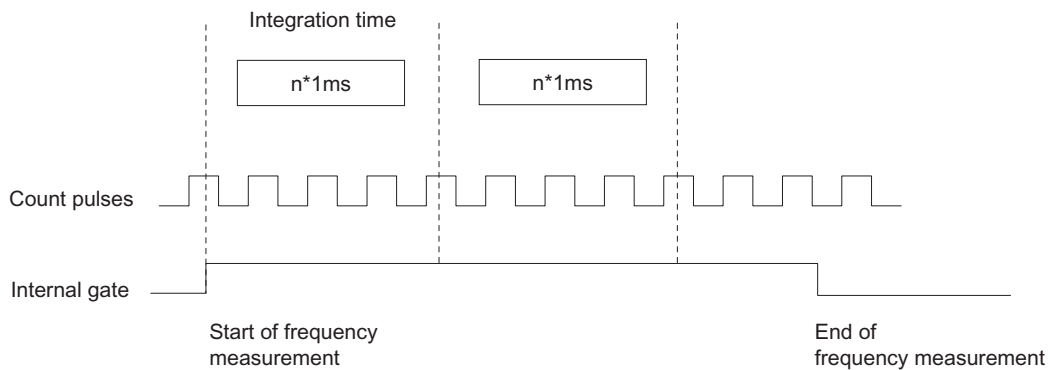 Integration time
n*1ms
n*1ms
Count pulses
Internal gate
Start of frequency
measurement
End of
frequency measurement